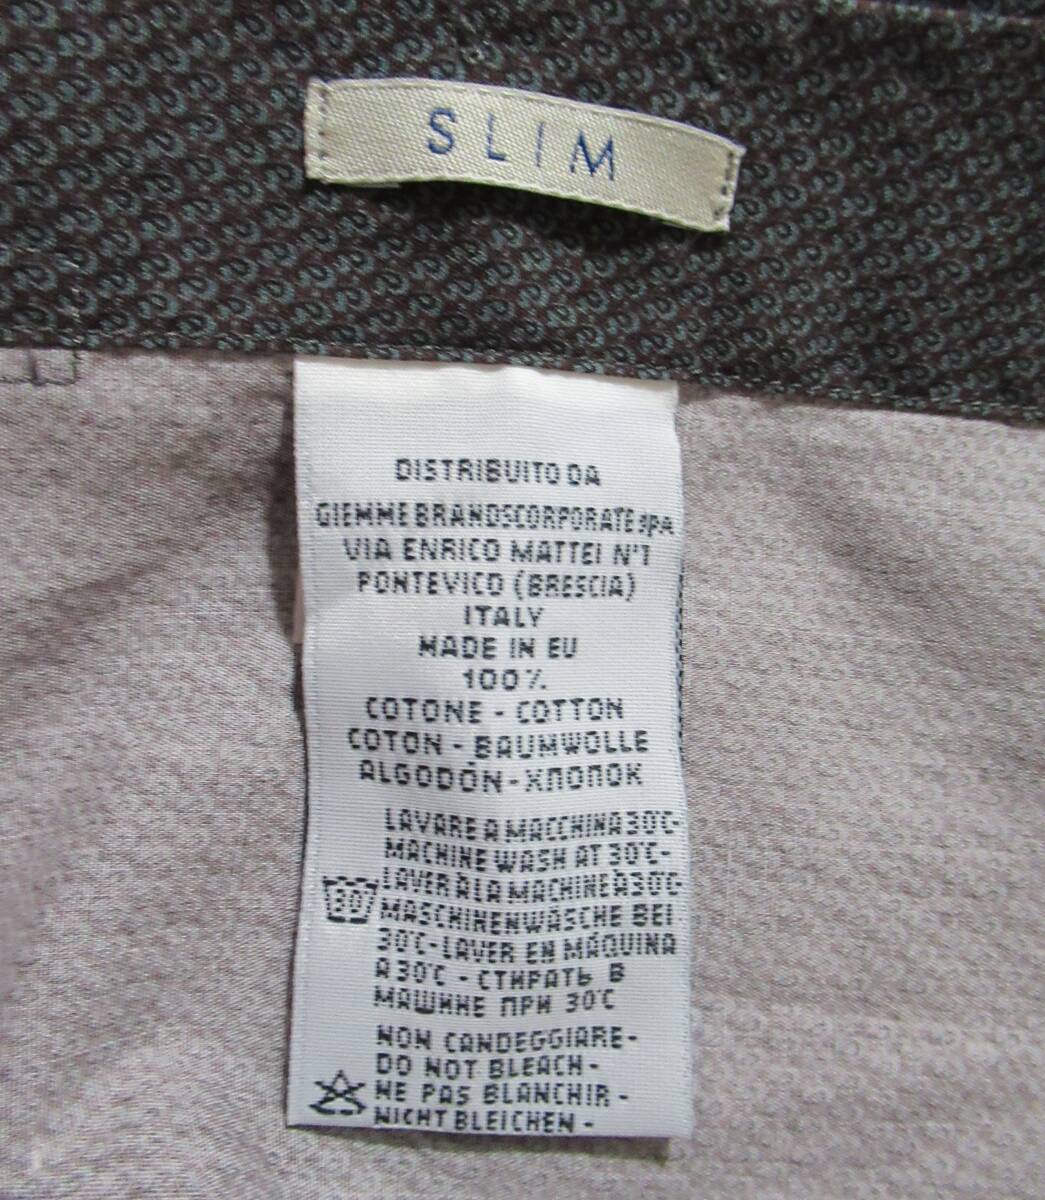 SLIM
DISTRIBUITO DA
GIEMME BRANDSCORPORATE spA
VIA ENRICO MATTEI N°1
PONTEVICO (BRESCIA)
ITALY
MADE IN EU
100%
COTONE - COTTON
COTON - BAUMWOLLE
ALGODÓN - ХЛОПОК
LAVARE A MACCHINA 30°C-
MACHINE WASH AT 30°C-
LAVER A LA MACHINE À 30°C-
30
MASCHINENWASCHE BEI
30°C-LAVER EN MÁQUINA
A 30°C - СТИРАТЬ В
МАШИНЕ ПРИ 30°C
NON CANDEGGIARE-
DO NOT BLEACH-
NE PAS BLANCHIR-
NICHT BLEICHEN-